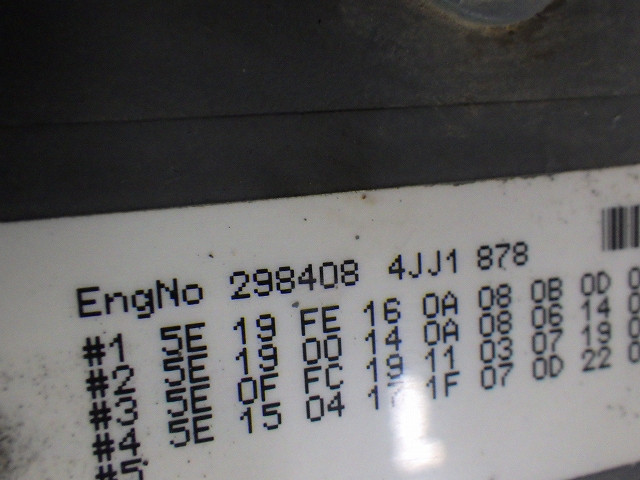 EngNo 298408 4JJ1 878
#1 5E 19 FE 16 0A 08 0B 0D
#2 5E 19 00 14 0A 08 06 14
#3 5E 0F FC 19 11 03 07 19
#4 5E 15 04 1F 07 0D 22
#5